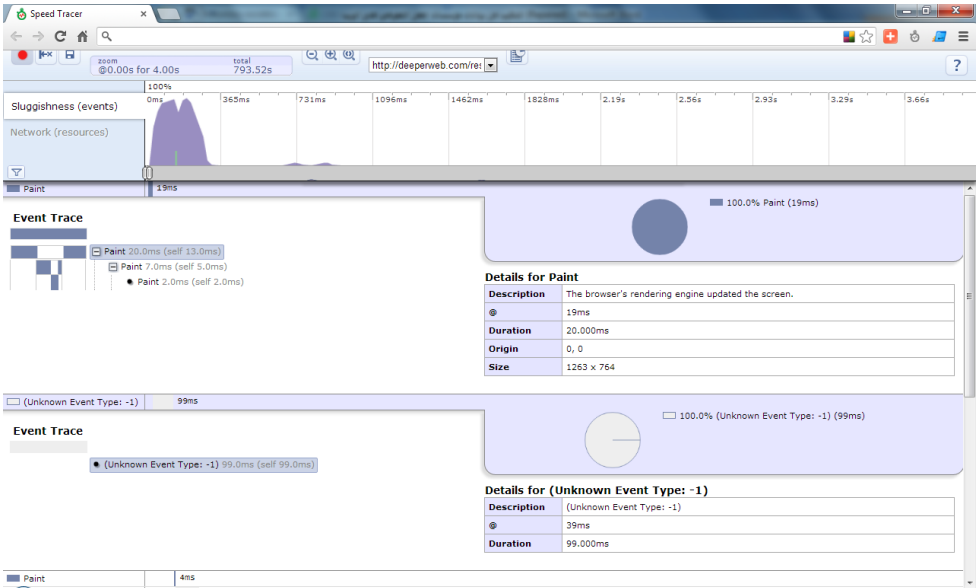 Speed Tracer
zoom
@0.00s for 4.00s
total
793.52s
http://deeperweb.com/res
?
100%
Sluggishness (events)
0ms
365ms
731ms
1096ms
1462ms
1828ms
2.19s
2.56s
2.93s
3.29s
3.66s
Network (resources)
Paint
19ms
100.0% Paint (19ms)
Event Trace
Paint 20.0ms (self 13.0ms)
Paint 7.0ms (self 5.0ms)
Paint 2.0ms (self 2.0ms)
Details for Paint
Description The browser's rendering engine updated the screen.
@ 19ms
Duration 20.000ms
Origin 0, 0
Size 1263 x 764
(Unknown Event Type: -1)
99ms
100.0% (Unknown Event Type: -1) (99ms)
Event Trace
(Unknown Event Type: -1) 99.0ms (self 99.0ms)
Details for (Unknown Event Type: -1)
Description (Unknown Event Type: -1)
@ 39ms
Duration 99.000ms
Paint
4ms